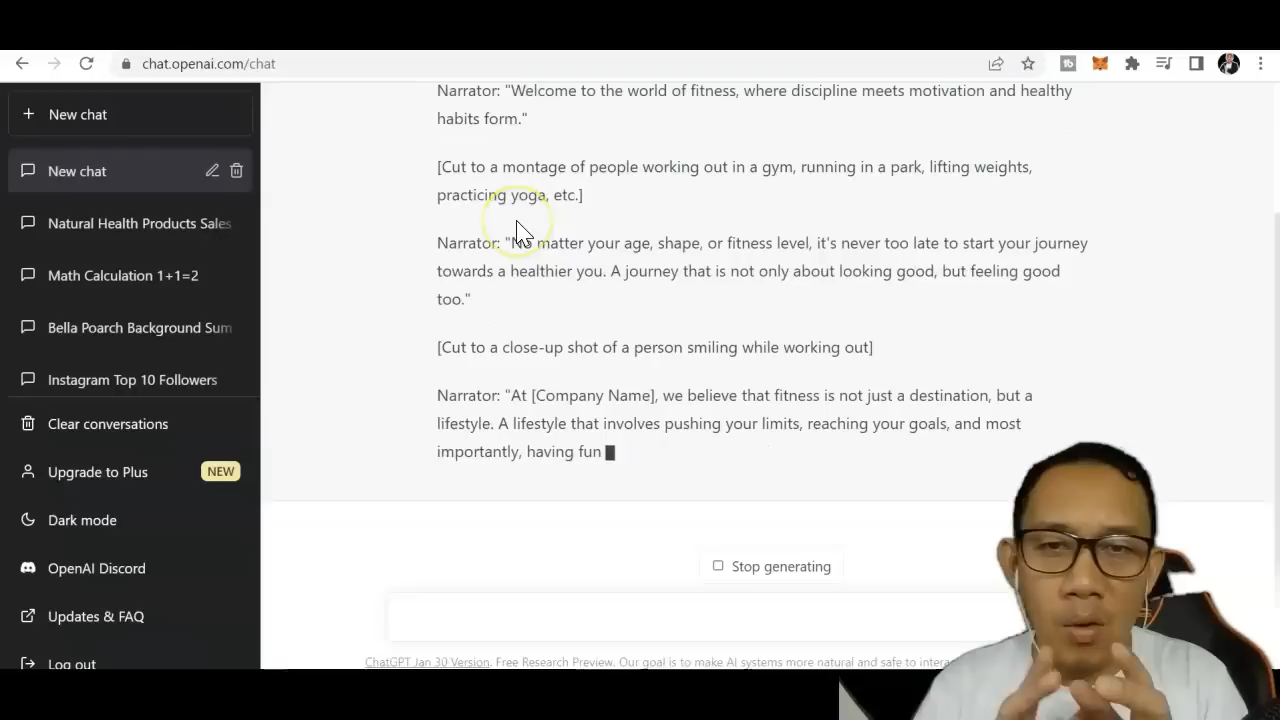 chat.openai.com/chat
New chat
New chat
Natural Health Products Sales
Math Calculation 1+1=2
Bella Poarch Background Sum
Instagram Top 10 Followers
Clear conversations
Upgrade to Plus NEW
Dark mode
OpenAI Discord
Updates & FAQ
Log out
Narrator: "Welcome to the world of fitness, where discipline meets motivation and healthy
habits form."
[Cut to a montage of people working out in a gym, running in a park, lifting weights,
practicing yoga, etc.]
Narrator: "No matter your age, shape, or fitness level, it's never too late to start your journey
towards a healthier you. A journey that is not only about looking good, but feeling good
too."
[Cut to a close-up shot of a person smiling while working out]
Narrator: "At [Company Name], we believe that fitness is not just a destination, but a
lifestyle. A lifestyle that involves pushing your limits, reaching your goals, and most
importantly, having fun
Stop generating
ChatGPT Jan 30 Version. Free Research Preview. Our goal is to make AI systems more natural and safe to intera